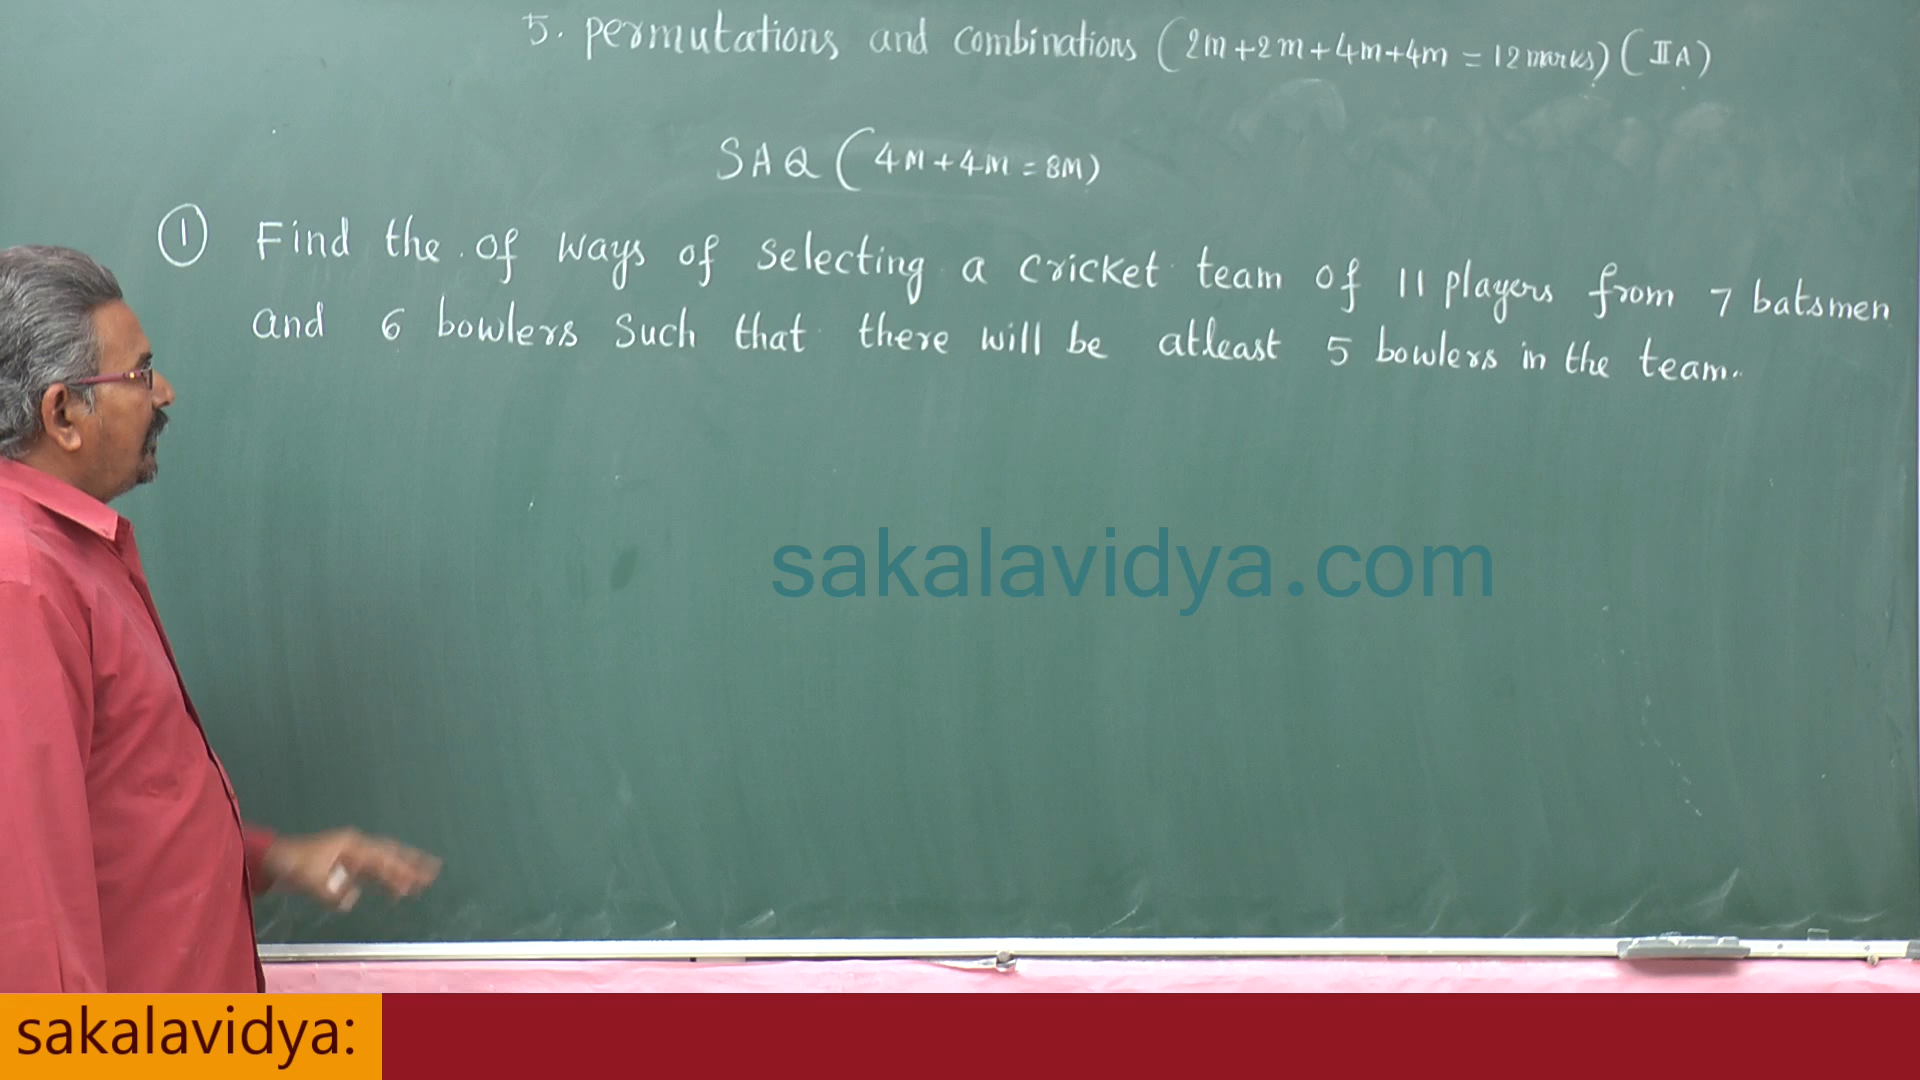 5. permutations and combinations (2m+2m+4m+4m = 12 marks) (II A)
SAQ (4M+4M = 8M)
① Find the of ways of selecting a cricket team of 11 players from 7 batsmen
and 6 bowlers Such that there will be atleast 5 bowlers in the team.
sakalavidya.com
sakalavidya: